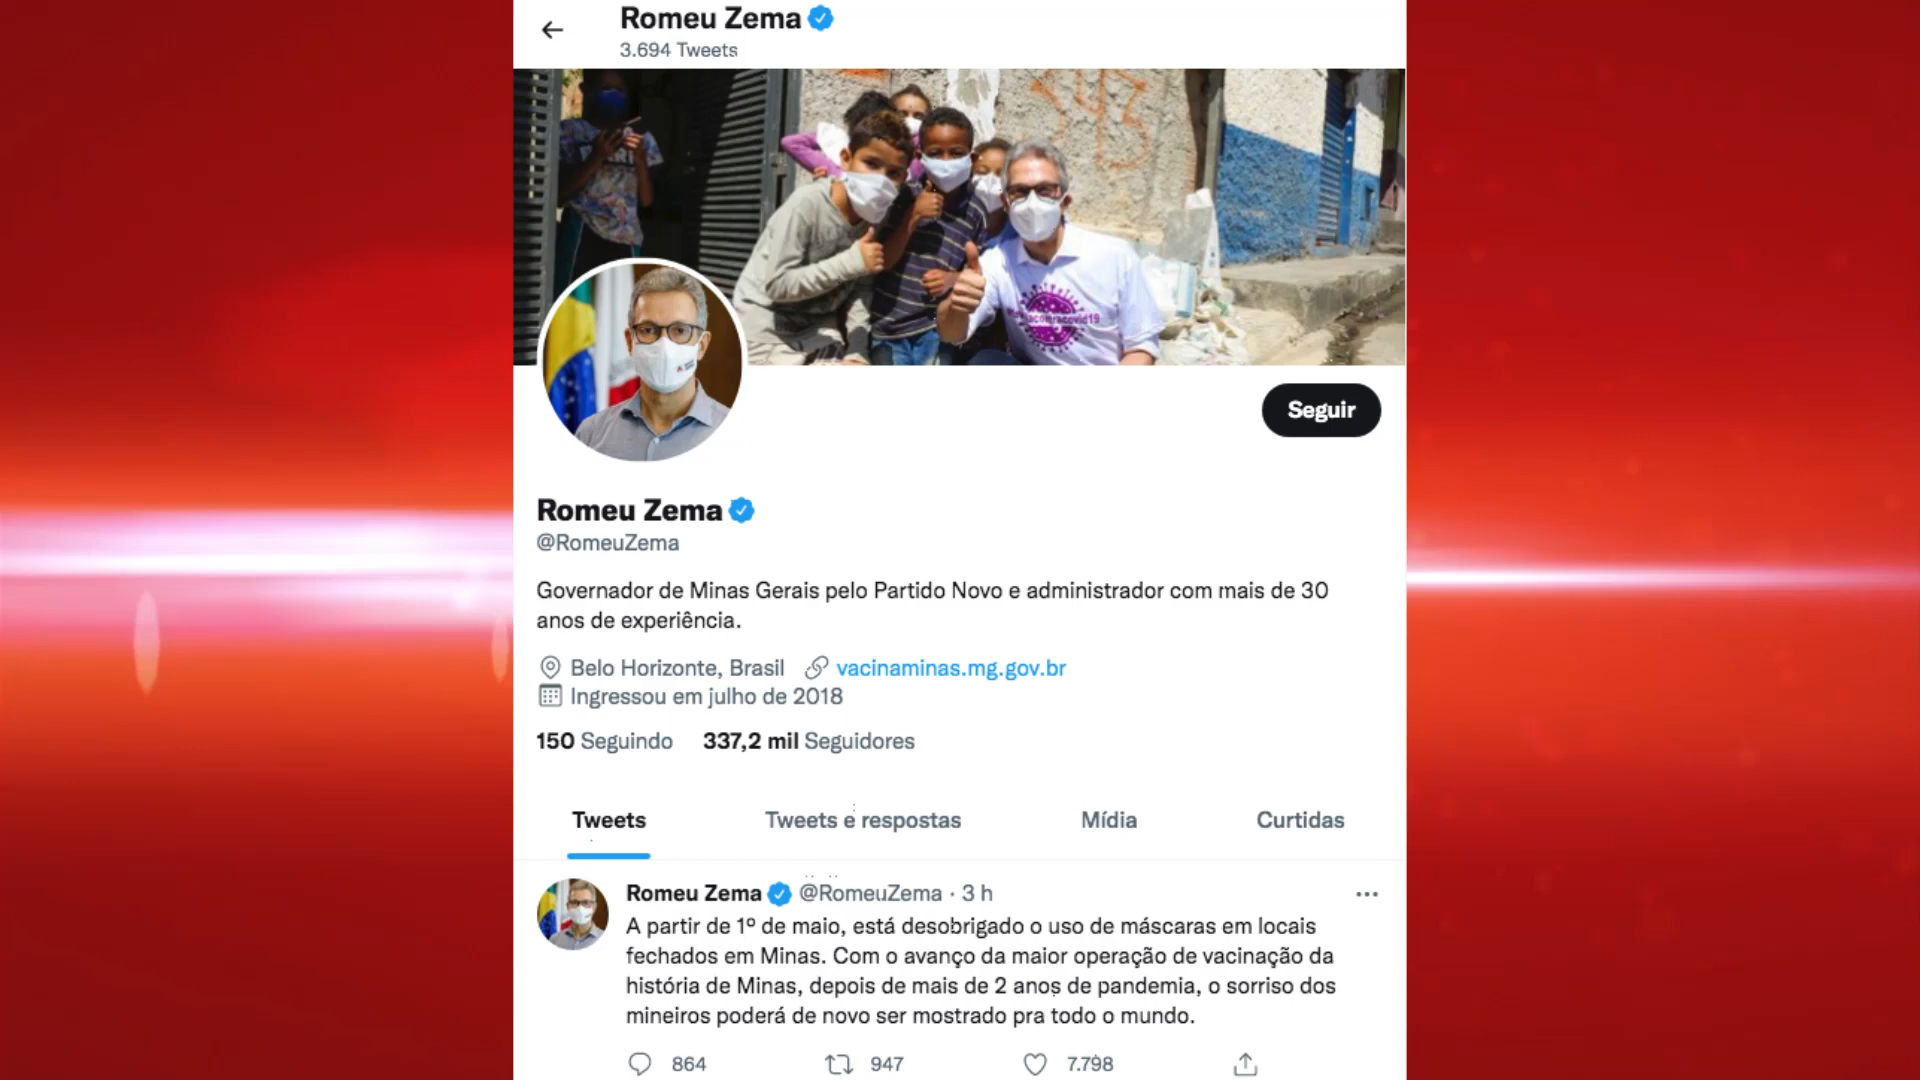 Romeu Zema
3.694 Tweets
Seguir
Romeu Zema
@RomeuZema
Governador de Minas Gerais pelo Partido Novo e administrador com mais de 30
anos de experiência.
Belo Horizonte, Brasil vacinaminas.mg.gov.br
Ingressou em julho de 2018
150 Seguindo 337,2 mil Seguidores
Tweets Tweets e respostas Mídia Curtidas
Romeu Zema @RomeuZema · 3 h
A partir de 1º de maio, está desobrigado o uso de máscaras em locais
fechados em Minas. Com o avanço da maior operação de vacinação da
história de Minas, depois de mais de 2 anos de pandemia, o sorriso dos
mineiros poderá de novo ser mostrado pra todo o mundo.
864 947 7.798